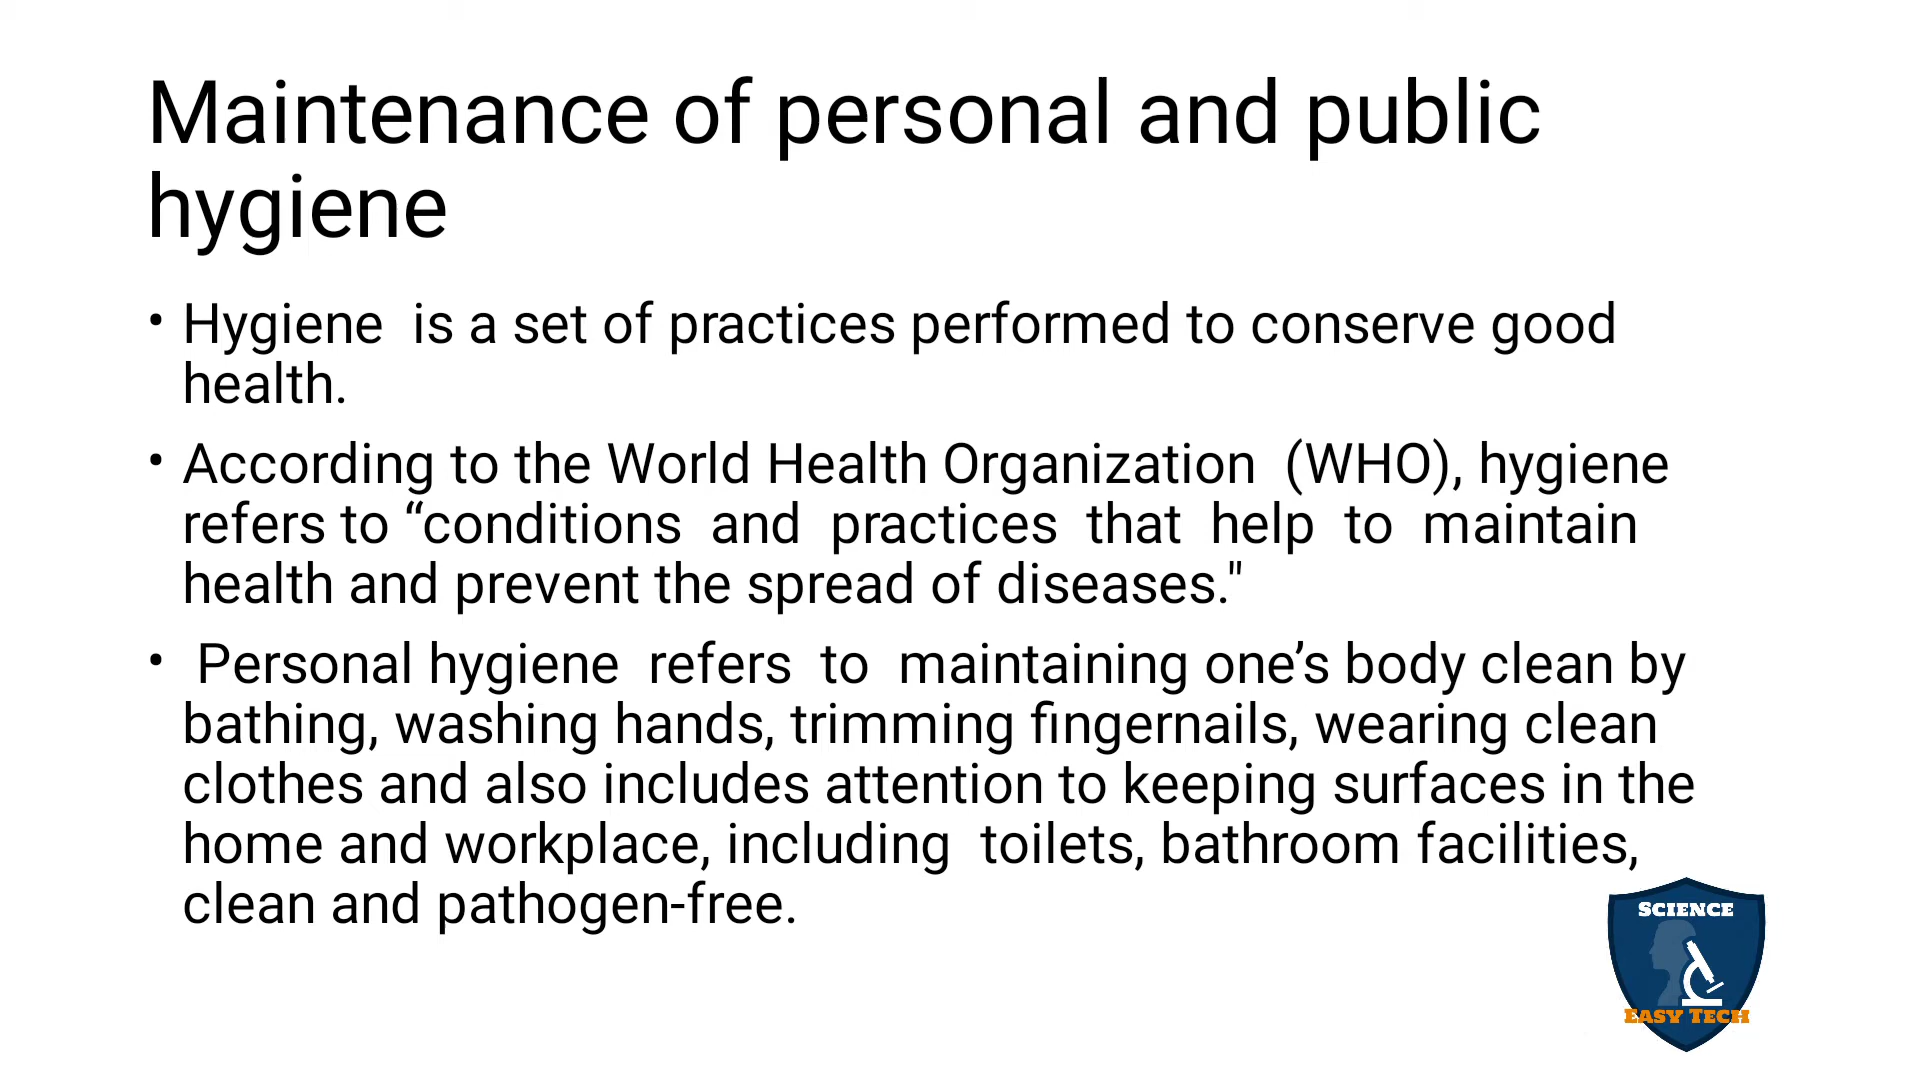 Maintenance of personal and public
hygiene
• Hygiene  is a set of practices performed to conserve good
health.
• According to the World Health Organization  (WHO), hygiene
refers to “conditions  and  practices  that  help  to  maintain
health and prevent the spread of diseases."
•  Personal hygiene  refers  to  maintaining one’s body clean by
bathing, washing hands, trimming fingernails, wearing clean
clothes and also includes attention to keeping surfaces in the
home and workplace, including  toilets, bathroom facilities,
clean and pathogen-free.
SCIENCE
EASY TECH